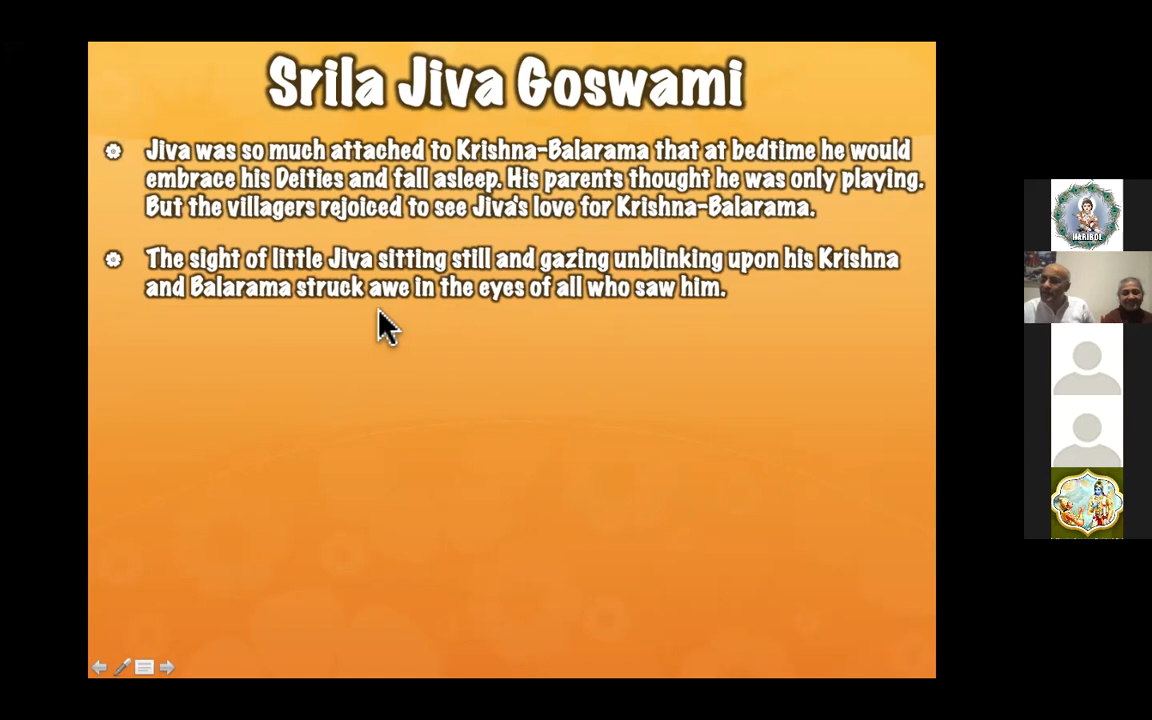 Srila Jiva Goswami
Jiva was so much attached to Krishna-Balarama that at bedtime he would
embrace his Deities and fall asleep. His parents thought he was only playing.
But the villagers rejoiced to see Jiva's love for Krishna-Balarama.
The sight of little Jiva sitting still and gazing unblinking upon his Krishna
and Balarama struck awe in the eyes of all who saw him.
HARIBOL